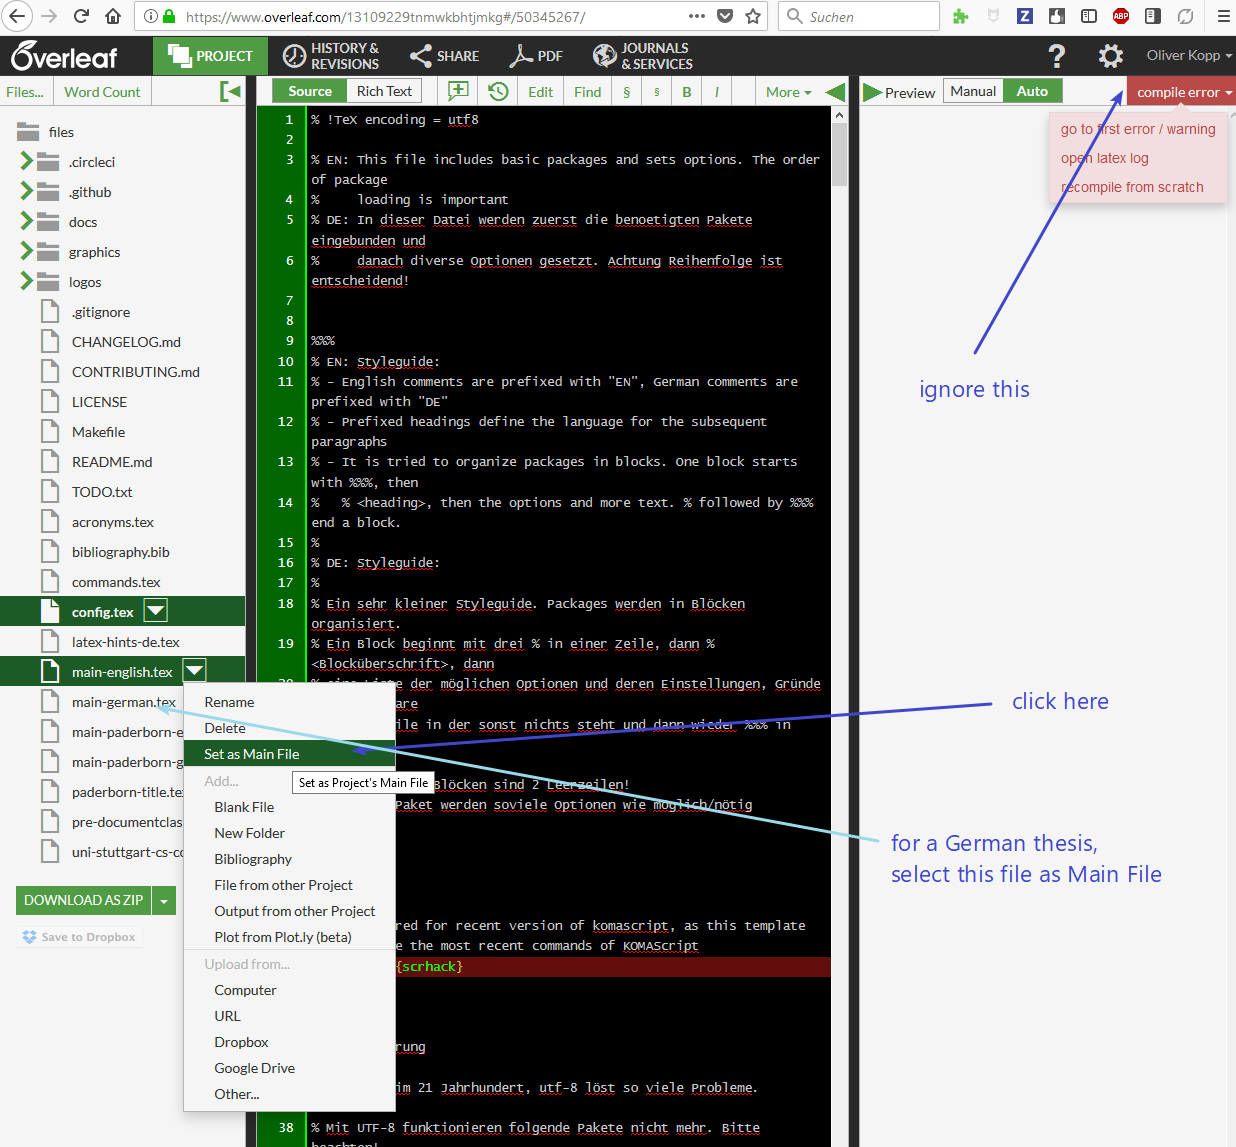 https://www.overleaf.com/13109229tnmwkbhtjmkg#/50345267/
Suchen
ABP
Overleaf
PROJECT
HISTORY &
REVISIONS
SHARE
PDF
JOURNALS
& SERVICES
?
Oliver Kopp
Files...
Word Count
Source
Rich Text
Edit
Find
§
§
B
I
More
Preview
Manual
Auto
compile error
go to first error / warning
open latex log
recompile from scratch
files
.circleci
.github
docs
graphics
logos
.gitignore
CHANGELOG.md
CONTRIBUTING.md
LICENSE
Makefile
README.md
TODO.txt
acronyms.tex
bibliography.bib
commands.tex
config.tex
latex-hints-de.tex
main-english.tex
main-german.tex
main-paderborn-e
main-paderborn-g
paderborn-title.te
pre-documentclas
uni-stuttgart-cs-co
DOWNLOAD AS ZIP
Save to Dropbox
Rename
Delete
Set as Main File
Add...
Blank File
New Folder
Bibliography
File from other Project
Output from other Project
Plot from Plot.ly (beta)
Upload from...
Computer
URL
Dropbox
Google Drive
Other...
Set as Project's Main File
1 % !TeX encoding = utf8
2
3 % EN: This file includes basic packages and sets options. The order
of package
4 %     loading is important
5 % DE: In dieser Datei werden zuerst die benoetigten Pakete
eingebunden und
6 %     danach diverse Optionen gesetzt. Achtung Reihenfolge ist
entscheidend!
7
8
9 %%%
10 % EN: Styleguide:
11 % - English comments are prefixed with "EN", German comments are
prefixed with "DE"
12 % - Prefixed headings define the language for the subsequent
paragraphs
13 % - It is tried to organize packages in blocks. One block starts
with %%%, then
14 %   % <heading>, then the options and more text. % followed by %%%
end a block.
15 %
16 % DE: Styleguide:
17 %
18 % Ein sehr kleiner Styleguide. Packages werden in Blöcken
organisiert.
19 % Ein Block beginnt mit drei % in einer Zeile, dann %
<Blocküberschrift>, dann
% eine Liste der möglichen Optionen und deren Einstellungen, Gründe
ile in der sonst nichts steht und dann wieder %%% in
Blöcken sind 2 Leerzeilen!
Paket werden soviele Optionen wie möglich/nötig
red for recent version of komascript, as this template
e the most recent commands of KOMAScript
{scrhack}
rung
im 21 Jahrhundert, utf-8 löst so viele Probleme.
38 % Mit UTF-8 funktionieren folgende Pakete nicht mehr. Bitte
ignore this
click here
for a German thesis,
select this file as Main File